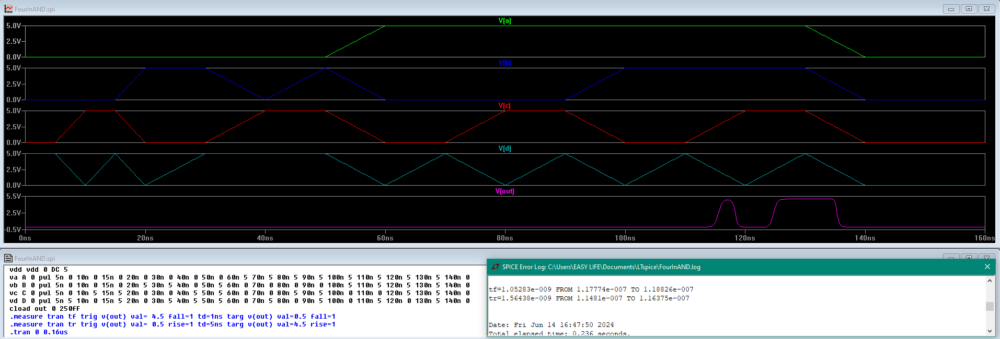 FourInAND.spi
V(a)
5.0V
2.5V
0.0V
V(b)
5.0V
2.5V
0.0V
V(c)
5.0V
2.5V
0.0V
V(d)
5.0V
2.5V
0.0V
V(out)
5.5V
2.5V
-0.5V
0ns 20ns 40ns 60ns 80ns 100ns 120ns 140ns 160ns
FourInAND.spi
vdd vdd 0 DC 5
va A 0 pwl 5n 0 10n 0 15n 0 20n 0 30n 0 40n 0 50n 0 60n 5 70n 5 80n 5 90n 5 100n 5 110n 5 120n 5 130n 5 140n 0
vb B 0 pwl 5n 0 10n 0 15n 0 20n 5 30n 5 40n 0 50n 5 60n 0 70n 0 80n 0 90n 0 100n 5 110n 5 120n 5 130n 5 140n 0
vc C 0 pwl 5n 0 10n 5 15n 5 20n 0 30n 0 40n 5 50n 5 60n 0 70n 0 80n 5 90n 5 100n 0 110n 0 120n 5 130n 5 140n 0
vd D 0 pwl 5n 5 10n 0 15n 5 20n 0 30n 5 40n 5 50n 5 60n 0 70n 5 80n 0 90n 5 100n 0 110n 5 120n 0 130n 5 140n 0
cload out 0 250fF
.measure tran tf trig v(out) val= 4.5 fall=1 td=1ns targ v(out) val=0.5 fall=1
.measure tran tr trig v(out) val= 0.5 rise=1 td=5ns targ v(out) val=4.5 rise=1
.tran 0 0.16us
SPICE Error Log: C:\Users\EASY LIFE\Documents\LTspice\FourInAND.log
tf=1.05283e-009 FROM 1.17774e-007 TO 1.18826e-007
tr=1.56438e-009 FROM 1.1481e-007 TO 1.16375e-007
Date: Fri Jun 14 16:47:50 2024
Total elapsed time: 0.236 seconds.